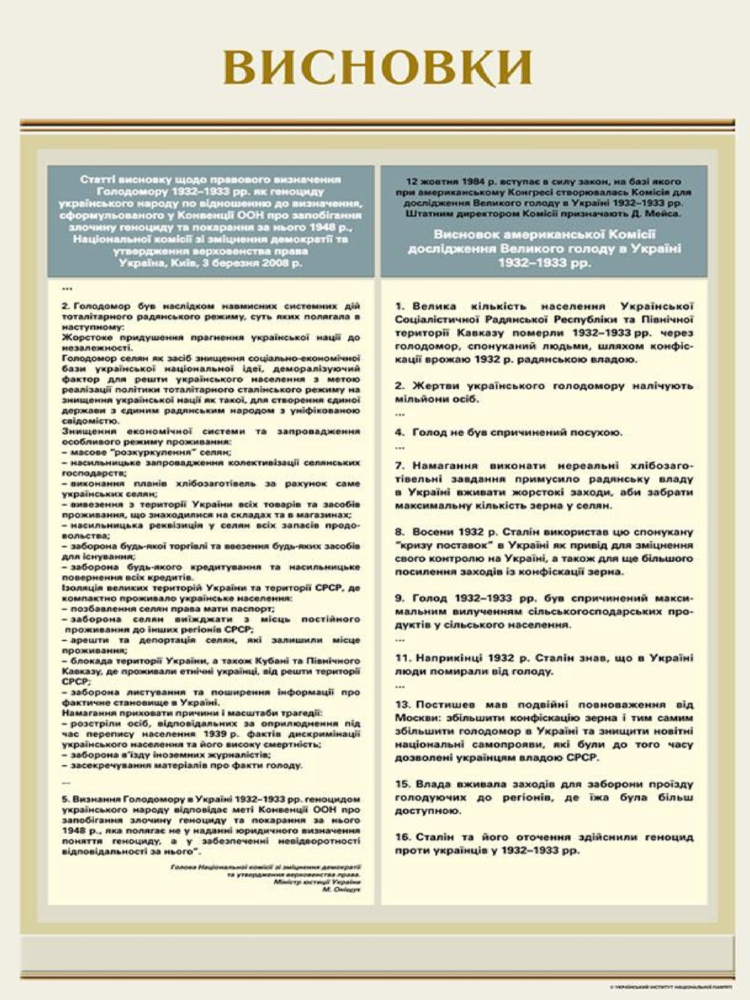 ВИСНОВКИ
Статті висновку щодо правового визначення
Голодомору 1932–1933 рр. як геноциду
українського народу по відношенню до визначення,
сформульованого у Конвенції ООН про запобігання
злочину геноциду та покарання за нього 1948 р.,
Національної комісії зі зміцнення демократії та
утвердження верховенства права
Україна, Київ, 3 березня 2008 р.
...
2. Голодомор був наслідком навмисних системних дій
тоталітарного радянського режиму, суть яких полягала в
наступному:
Жорстоке придушення прагнення української нації до
незалежності.
Голодомор селян як засіб знищення соціально-економічної
бази української національної ідеї, деморалізуючий
фактор для решти українського населення з метою
реалізації політики тоталітарного сталінського режиму на
знищення української нації як такої, для створення єдиної
держави з єдиним радянським народом з уніфікованою
свідомістю.
Знищення економічної системи та запровадження
особливого режиму проживання:
– масове "розкуркулення" селян;
– насильницьке запровадження колективізації селянських
господарств;
– виконання планів хлібозаготівель за рахунок саме
українських селян;
– вивезення з території України всіх товарів та засобів
проживання, що знаходилися на складах та в магазинах;
– насильницька реквізиція у селян всіх запасів продо-
вольства;
– заборона будь-якої торгівлі та ввезення будь-яких засобів
для існування;
– заборона будь-якого кредитування та насильницьке
повернення всіх кредитів.
Ізоляція великих територій України та території СРСР, де
компактно проживало українське населення:
– позбавлення селян права мати паспорт;
– заборона селян виїжджати з місць постійного
проживання до інших регіонів СРСР;
– арешти та депортація селян, які залишили місце
проживання;
– блокада території України, а також Кубані та Північного
Кавказу, де проживали етнічні українці, від решти території
СРСР;
– заборона листування та поширення інформації про
фактичне становище в Україні.
Намагання приховати причини і масштаби трагедії:
– розстріли осіб, відповідальних за оприлюднення під
час перепису населення 1939 р. фактів дискримінації
українського населення та його високу смертність;
– заборона в'їзду іноземних журналістів;
– засекречування матеріалів про факти голоду.
...
5. Визнання Голодомору в Україні 1932–1933 рр. геноцидом
українського народу відповідає меті Конвенції ООН про
запобігання злочину геноциду та покарання за нього
1948 р., яка полягає не у наданні юридичного визначення
поняття геноциду, а у забезпеченні невідворотності
відповідальності за нього".
Голова Національної комісії зі зміцнення демократії
та утвердження верховенства права.
Міністр юстиції України
М. Оніщук
12 жовтня 1984 р. вступає в силу закон, на базі якого
при американському Конгресі створювалась Комісія для
дослідження Великого голоду в Україні 1932–1933 рр.
Штатним директором Комісії призначають Д. Мейса.
Висновок американської Комісії
дослідження Великого голоду в Україні
1932–1933 рр.
1. Велика кількість населення Української
Соціалістичної Радянської Республіки та Північної
території Кавказу померли 1932–1933 рр. через
голодомор, спонуканий людьми, шляхом конфіс-
кації врожаю 1932 р. радянською владою.
2. Жертви українського голодомору налічують
мільйони осіб.
...
4. Голод не був спричинений посухою.
...
7. Намагання виконати нереальні хлібозаго-
тівельні завдання примусило радянську владу
в Україні вживати жорстокі заходи, аби забрати
максимальну кількість зерна у селян.
8. Восени 1932 р. Сталін використав цю спонукану
"кризу поставок" в Україні як привід для зміцнення
свого контролю на Україні, а також для ще більшого
посилення заходів із конфіскації зерна.
9. Голод 1932–1933 рр. був спричинений макси-
мальним вилученням сільськогосподарських про-
дуктів у сільського населення.
...
11. Наприкінці 1932 р. Сталін знав, що в Україні
люди помирали від голоду.
...
13. Постишев мав подвійні повноваження від
Москви: збільшити конфіскацію зерна і тим самим
збільшити голодомор в Україні та знищити новітні
національні самопрояви, які були до того часу
дозволені українцям владою СРСР.
15. Влада вживала заходів для заборони проїзду
голодуючих до регіонів, де їжа була більш
доступною.
16. Сталін та його оточення здійснили геноцид
проти українців у 1932–1933 рр.
© УКРАЇНСЬКИЙ ІНСТИТУТ НАЦІОНАЛЬНОЇ ПАМ'ЯТІ